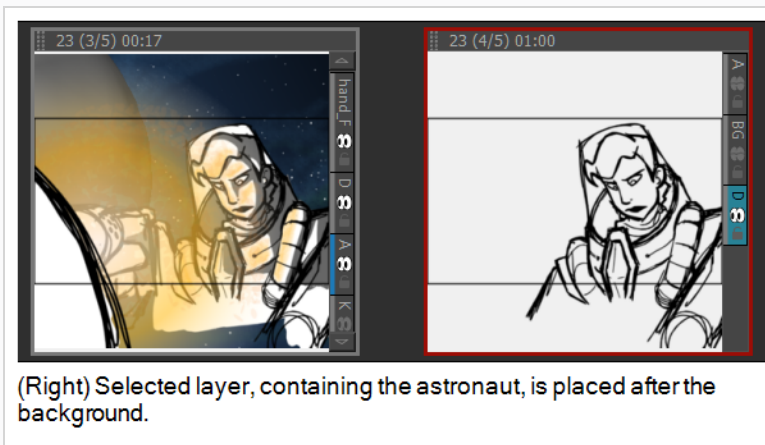 23 (3/5) 00:17
hand_F
D
A
K
23 (4/5) 01:00
A
BG
D
(Right) Selected layer, containing the astronaut, is placed after the
background.